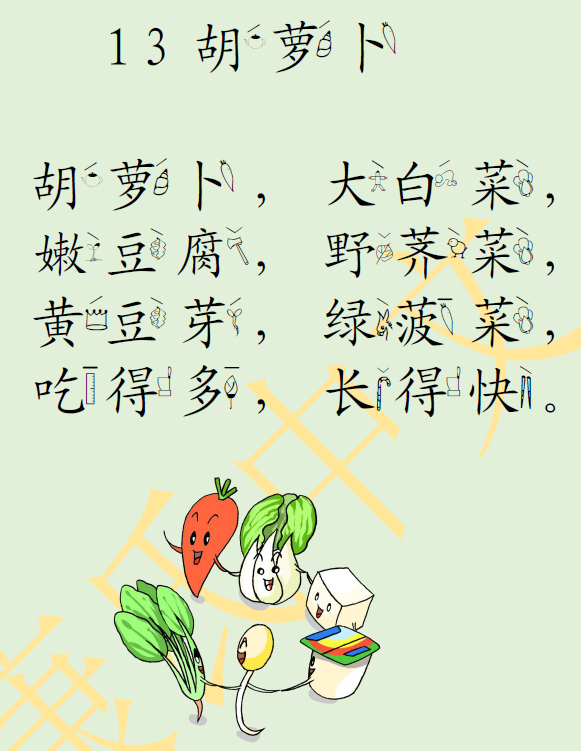 13 胡萝卜
胡萝卜，大白菜，
嫩豆腐，野荠菜，
黄豆芽，绿菠菜，
吃得多，长得快。